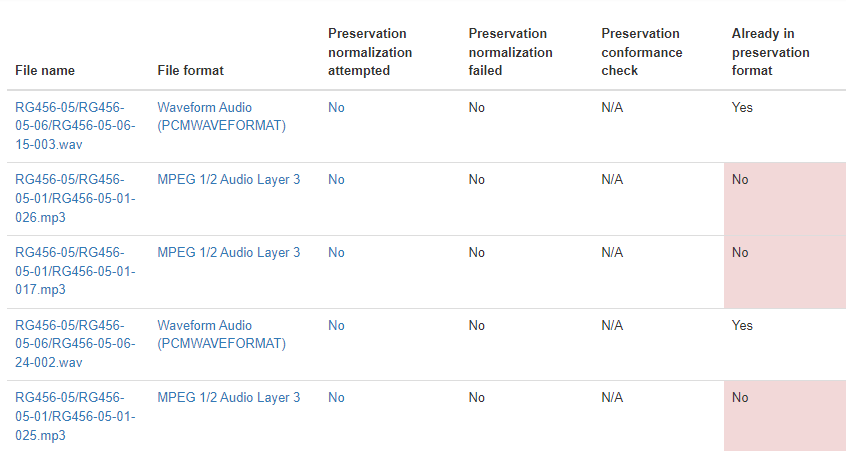 File name File format Preservation normalization attempted Preservation normalization failed Preservation conformance check Already in preservation format
RG456-05/RG456-05-06/RG456-05-06-15-003.wav Waveform Audio (PCMWAVEFORMAT) No No N/A Yes
RG456-05/RG456-05-01/RG456-05-01-026.mp3 MPEG 1/2 Audio Layer 3 No No N/A No
RG456-05/RG456-05-01/RG456-05-01-017.mp3 MPEG 1/2 Audio Layer 3 No No N/A No
RG456-05/RG456-05-06/RG456-05-06-24-002.wav Waveform Audio (PCMWAVEFORMAT) No No N/A Yes
RG456-05/RG456-05-01/RG456-05-01-025.mp3 MPEG 1/2 Audio Layer 3 No No N/A No